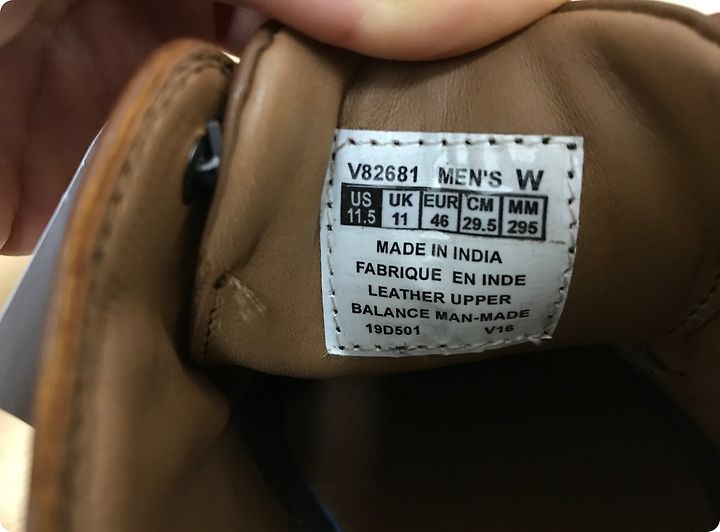 V82681 MEN'S W
US UK EUR CM MM
11.5 11 46 29.5 295
MADE IN INDIA
FABRIQUE EN INDE
LEATHER UPPER
BALANCE MAN-MADE
19D501 V16